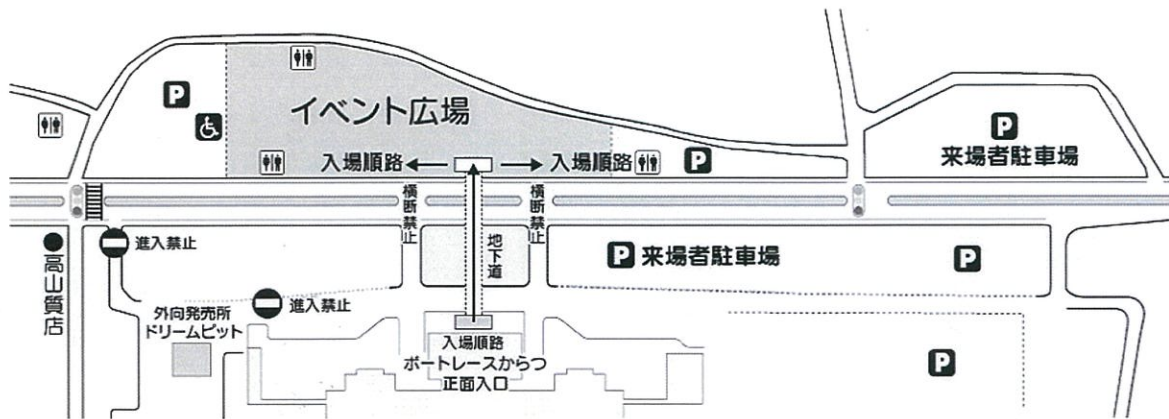 P
イベント広場
P
来場者駐車場
入場順路
入場順路
P
横断禁止
横断禁止
地下道
進入禁止
高山質店
P 来場者駐車場
P
進入禁止
外向発売所
ドリームピット
入場順路
ボートレースからつ
正面入口
P